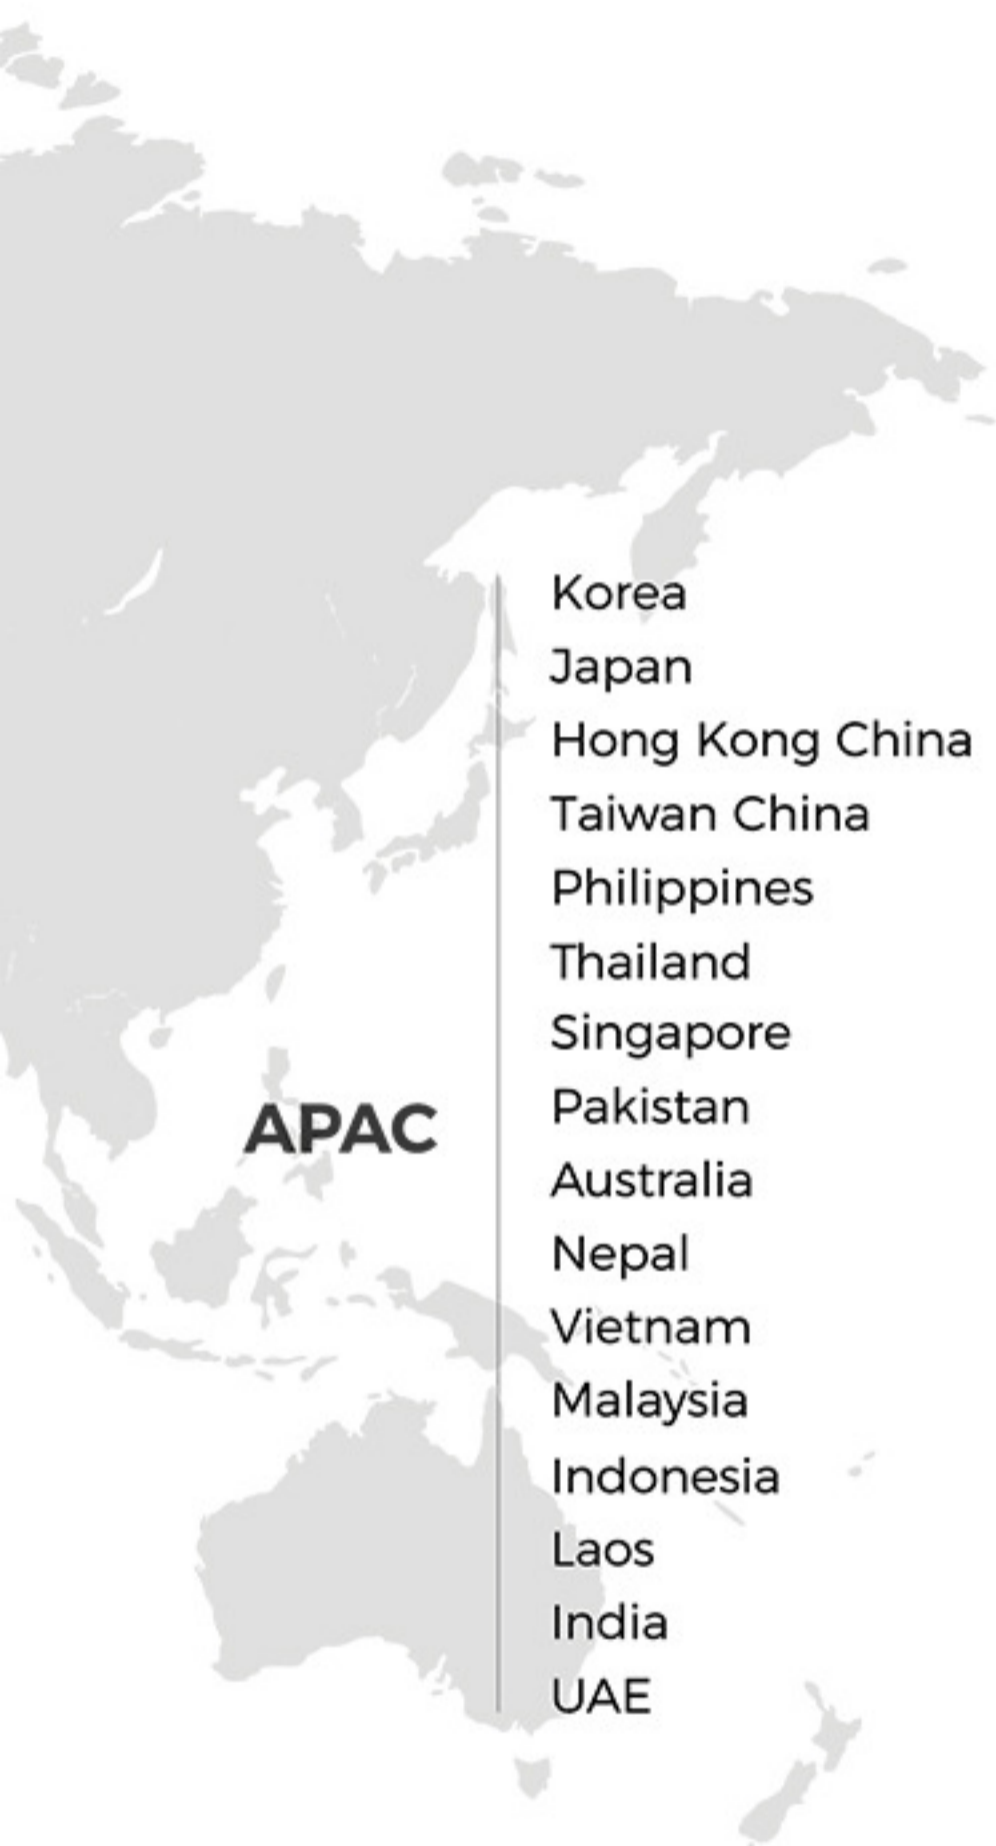 Korea
Japan
Hong Kong China
Taiwan China
Philippines
Thailand
Singapore
Pakistan
APAC
Australia
Nepal
Vietnam
Malaysia
Indonesia
Laos
India
UAE